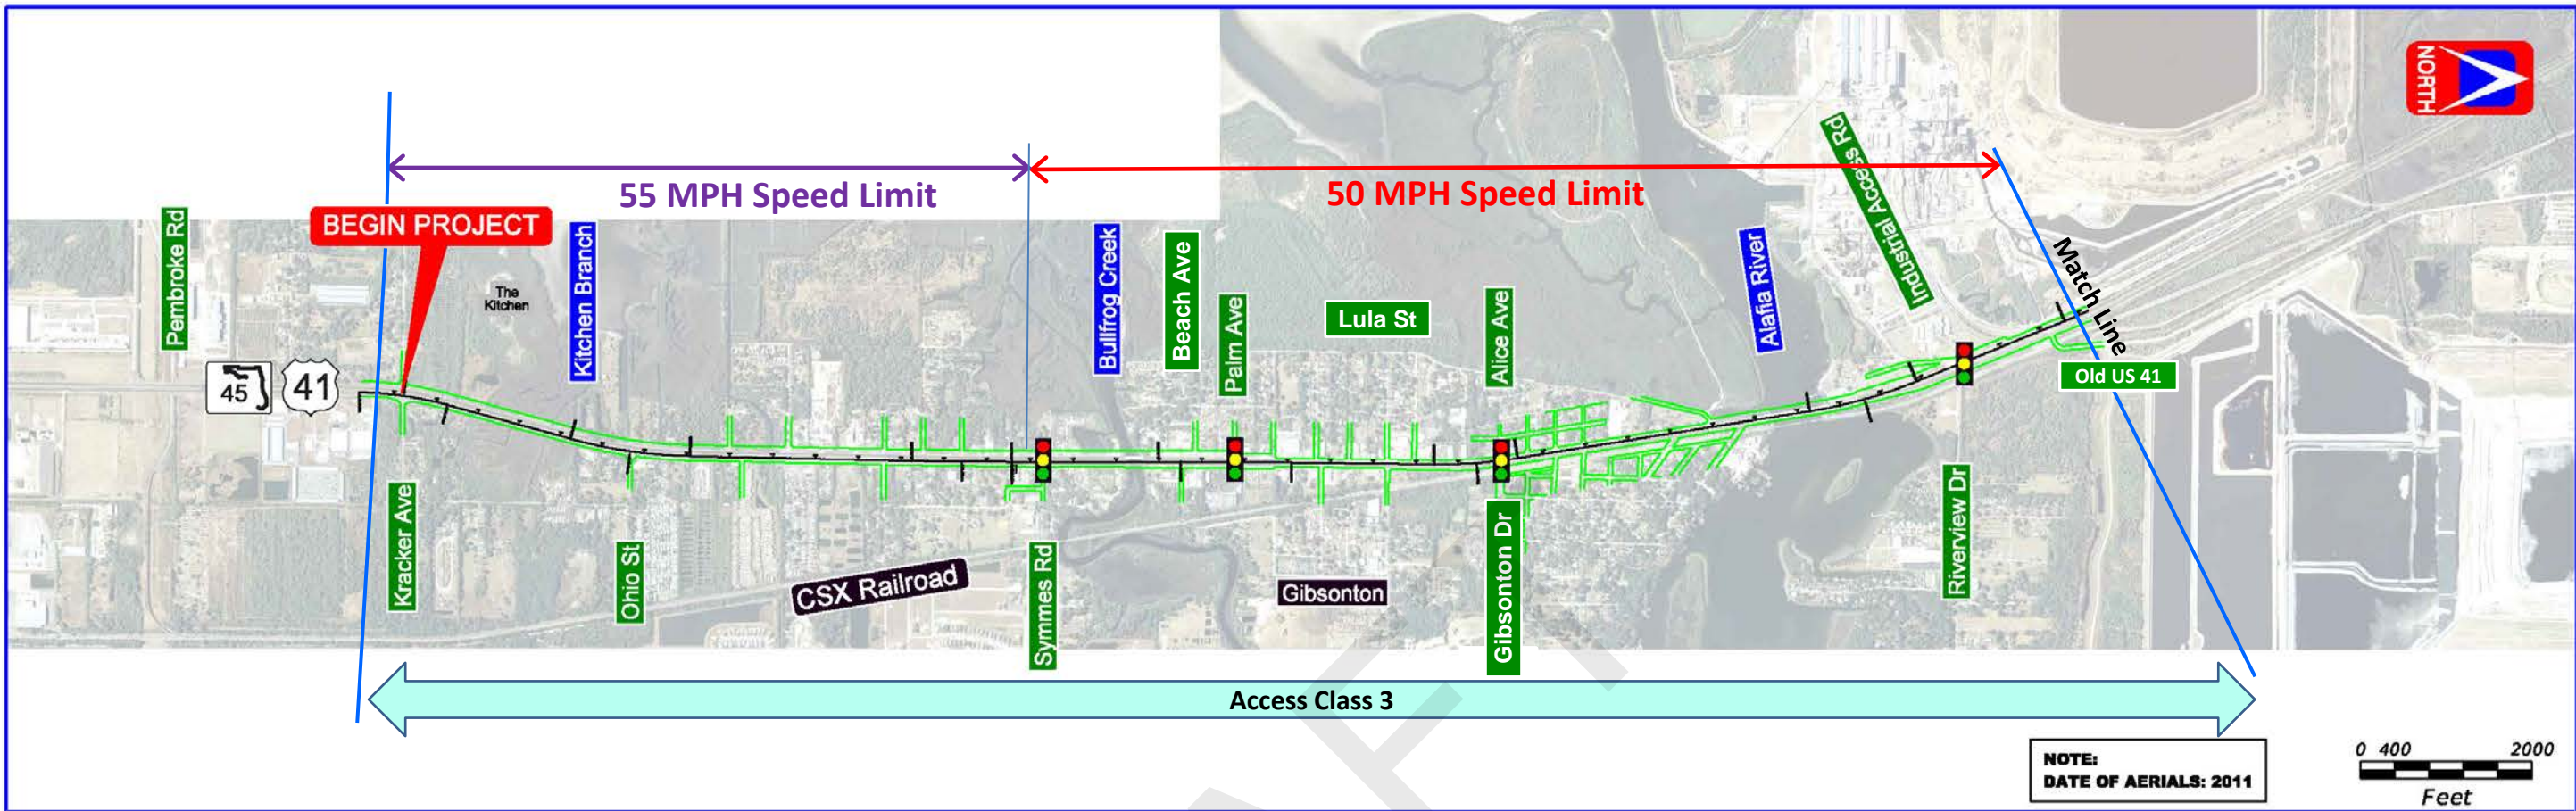 NORTH
55 MPH Speed Limit
50 MPH Speed Limit
BEGIN PROJECT
Pembroke Rd
The
Kitchen
Kitchen Branch
Bullfrog Creek
Beach Ave
Palm Ave
Lula St
Alice Ave
Alafia River
Industrial Access Rd
Match Line
Old US 41
45
41
Kracker Ave
Ohio St
CSX Railroad
Symmes Rd
Gibsonton
Gibsonton Dr
Riverview Dr
Access Class 3
NOTE:
DATE OF AERIALS: 2011
0 400 2000
Feet